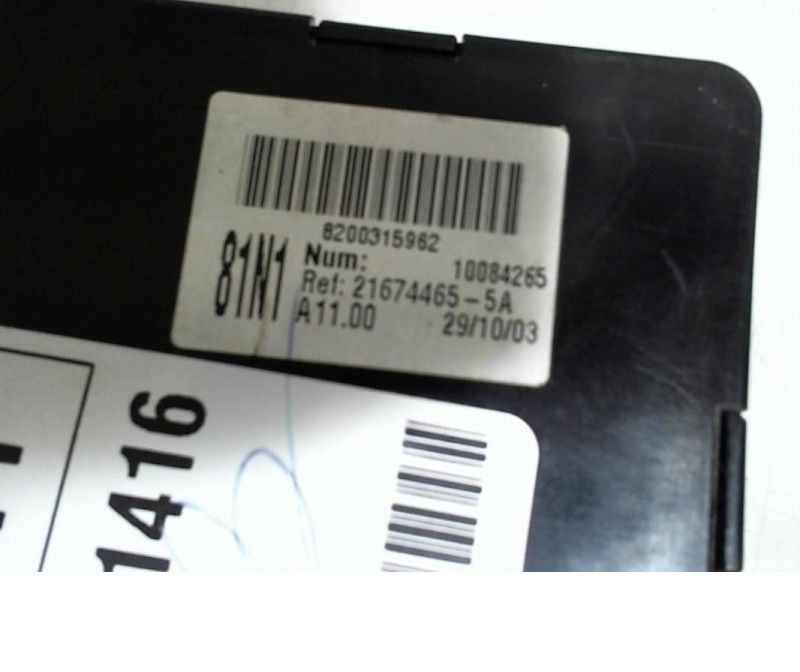 8200315962
81N1
Num: 10084265
Ref: 21674465-5A
A11.00 29/10/03
1416